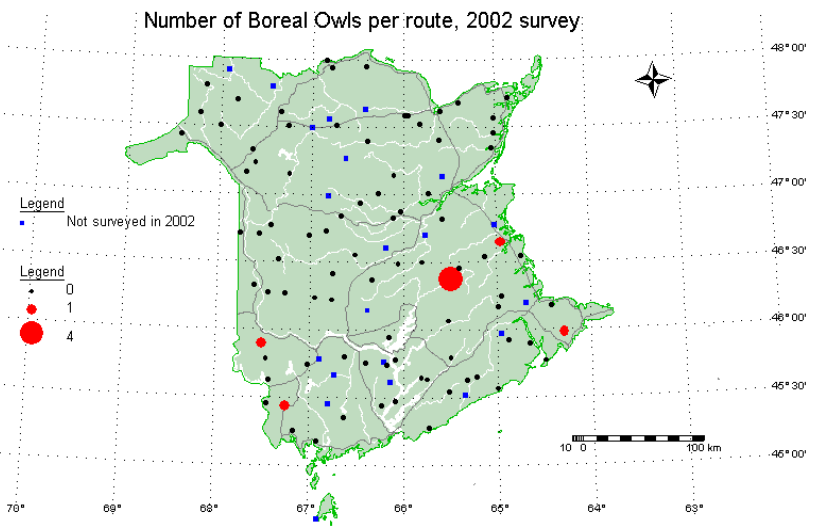 Number of Boreal Owls per route, 2002 survey
48° 00'
47° 30'
47° 00'
46° 30'
46° 00'
45° 30'
45° 00'
Legend
Not surveyed in 2002
Legend
0
1
4
10 0 100 km
70° 69° 68° 67° 66° 65° 64° 63°